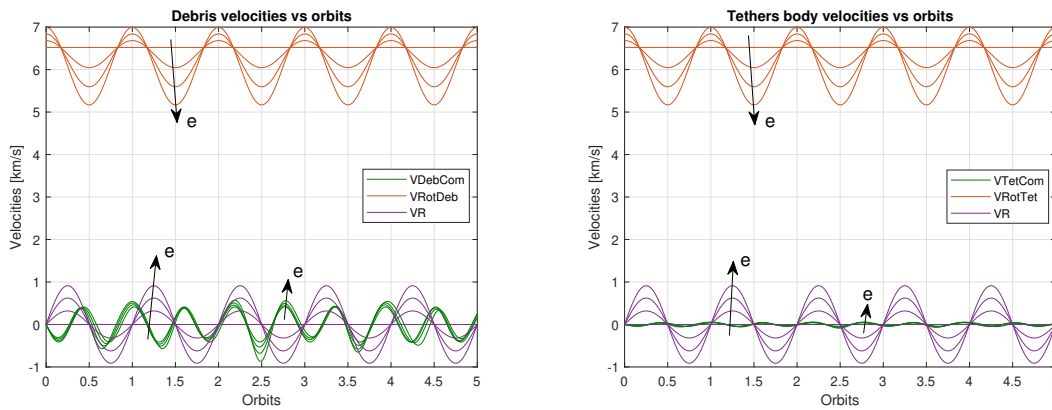 Debris velocities vs orbits
7
6
5
4
3
2
1
0
-1
Velocities [km/s]
e
VDebCom
VRotDeb
VR
e
e
0 0.5 1 1.5 2 2.5 3 3.5 4 4.5 5
Orbits
Tethers body velocities vs orbits
7
6
5
4
3
2
1
0
-1
Velocities [km/s]
e
VTetCom
VRotTet
VR
e
e
0 0.5 1 1.5 2 2.5 3 3.5 4 4.5
Orbits